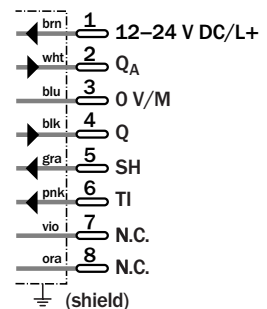 brn 1 12–24 V DC/L+
wht 2 QA
blu 3 0 V/M
blk 4 Q
gra 5 SH
pnk 6 TI
vio 7 N.C.
ora 8 N.C.
(shield)